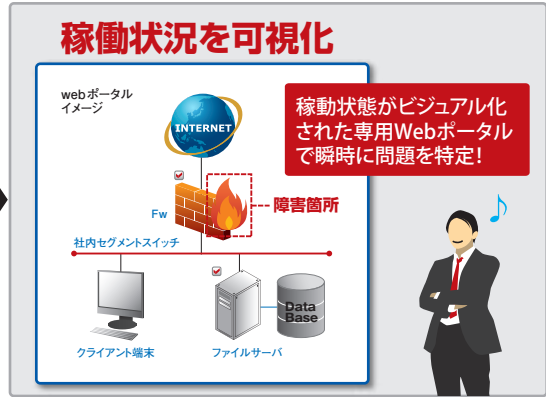 稼働状況を可視化
webポータル
イメージ
INTERNET
稼動状態がビジュアル化
された専用Webポータル
で瞬時に問題を特定!
Fw
障害箇所
社内セグメントスイッチ
Data
Base
クライアント端末
ファイルサーバ